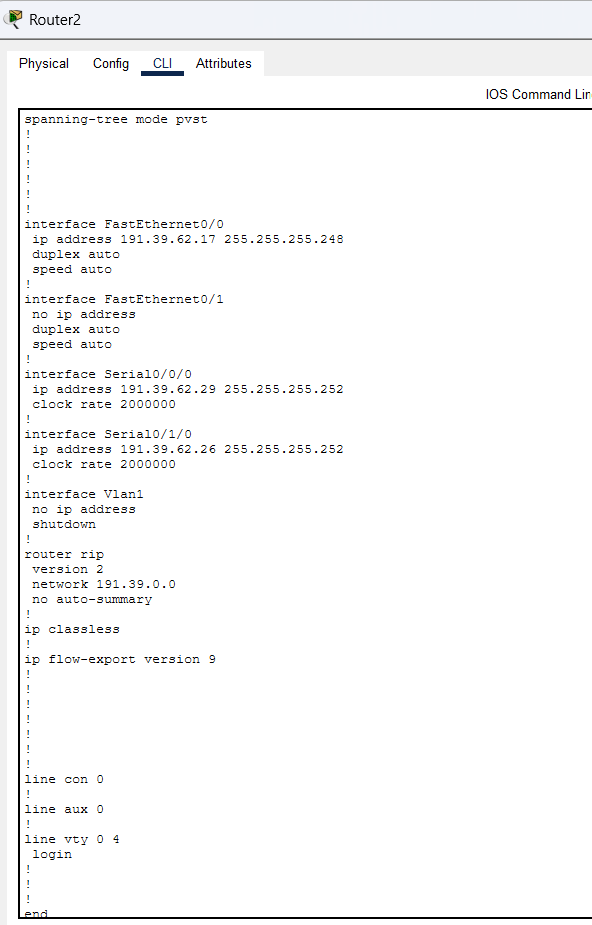 Router2
Physical Config CLI Attributes
IOS Command Lin
spanning-tree mode pvst
!
!
!
!
!
!
interface FastEthernet0/0
ip address 191.39.62.17 255.255.255.248
duplex auto
speed auto
!
interface FastEthernet0/1
no ip address
duplex auto
speed auto
!
interface Serial0/0/0
ip address 191.39.62.29 255.255.255.252
clock rate 2000000
!
interface Serial0/1/0
ip address 191.39.62.26 255.255.255.252
clock rate 2000000
!
interface Vlan1
no ip address
shutdown
!
router rip
version 2
network 191.39.0.0
no auto-summary
!
ip classless
!
ip flow-export version 9
!
!
!
!
!
!
!
line con 0
!
line aux 0
!
line vty 0 4
login
!
!
!
end